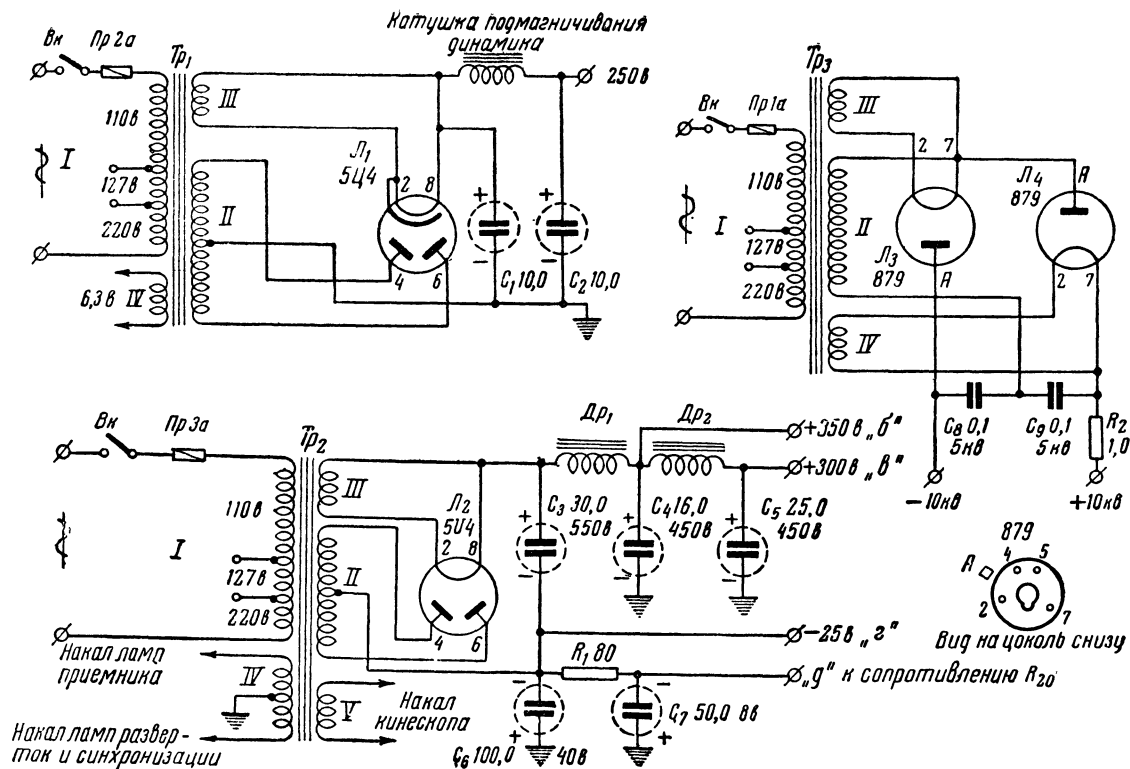 Катушка подмагничивания
динамика
Вк
Пр 2а
Тр₁
250в
110в
I
127в
220в
6,3в IV
III
II
Л₁
5Ц4
2 8
4 6
+ +
– –
C₁ 10,0
C₂ 10,0
Тр₃
Вк
Пр 1а
110в
I
127в
220в
III
II
IV
2 7
Л₃
879
А
Л₄
879
А
2 7
C₈ 0,1
5кв
C₉ 0,1
5кв
R₂
1,0
–10кв
+10кв
Вк
Пр 3а
Тр₂
110в
I
127в
220в
III
II
IV
V
Л₂
5Ц4
2 8
4 6
Др₁
Др₂
+350в „б"
+300в „в"
+ C₃ 30,0
550в
–
+ C₄ 16,0
450в
–
+ C₅ 25,0
450в
–
–25в „г"
R₁ 80
„д" к сопротивлению R₂₀
– C₆ 100,0 40в
– C₇ 50,0 8в
+
Накал ламп
приемника
Накал ламп развер-
ток и синхронизации
Накал
кинескопа
879
А 4 5
2 7
Вид на цоколь снизу